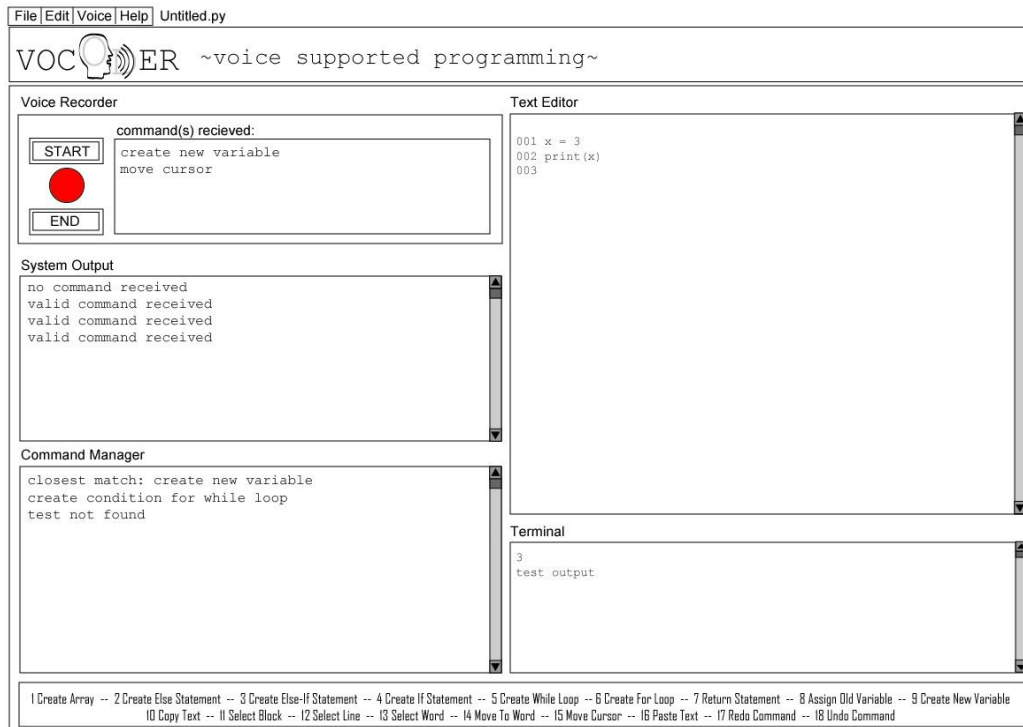 File Edit Voice Help Untitled.py
VOCODER ~voice supported programming~
Voice Recorder
command(s) recieved:
START
END
create new variable
move cursor
System Output
no command received
valid command received
valid command received
valid command received
Command Manager
closest match: create new variable
create condition for while loop
test not found
Text Editor
001 x = 3
002 print(x)
003
Terminal
3
test output
1 Create Array -- 2 Create Else Statement -- 3 Create Else-If Statement -- 4 Create If Statement -- 5 Create While Loop -- 6 Create For Loop -- 7 Return Statement -- 8 Assign Old Variable -- 9 Create New Variable
10 Copy Text -- 11 Select Block -- 12 Select Line -- 13 Select Word -- 14 Move To Word -- 15 Move Cursor -- 16 Paste Text -- 17 Redo Command -- 18 Undo Command